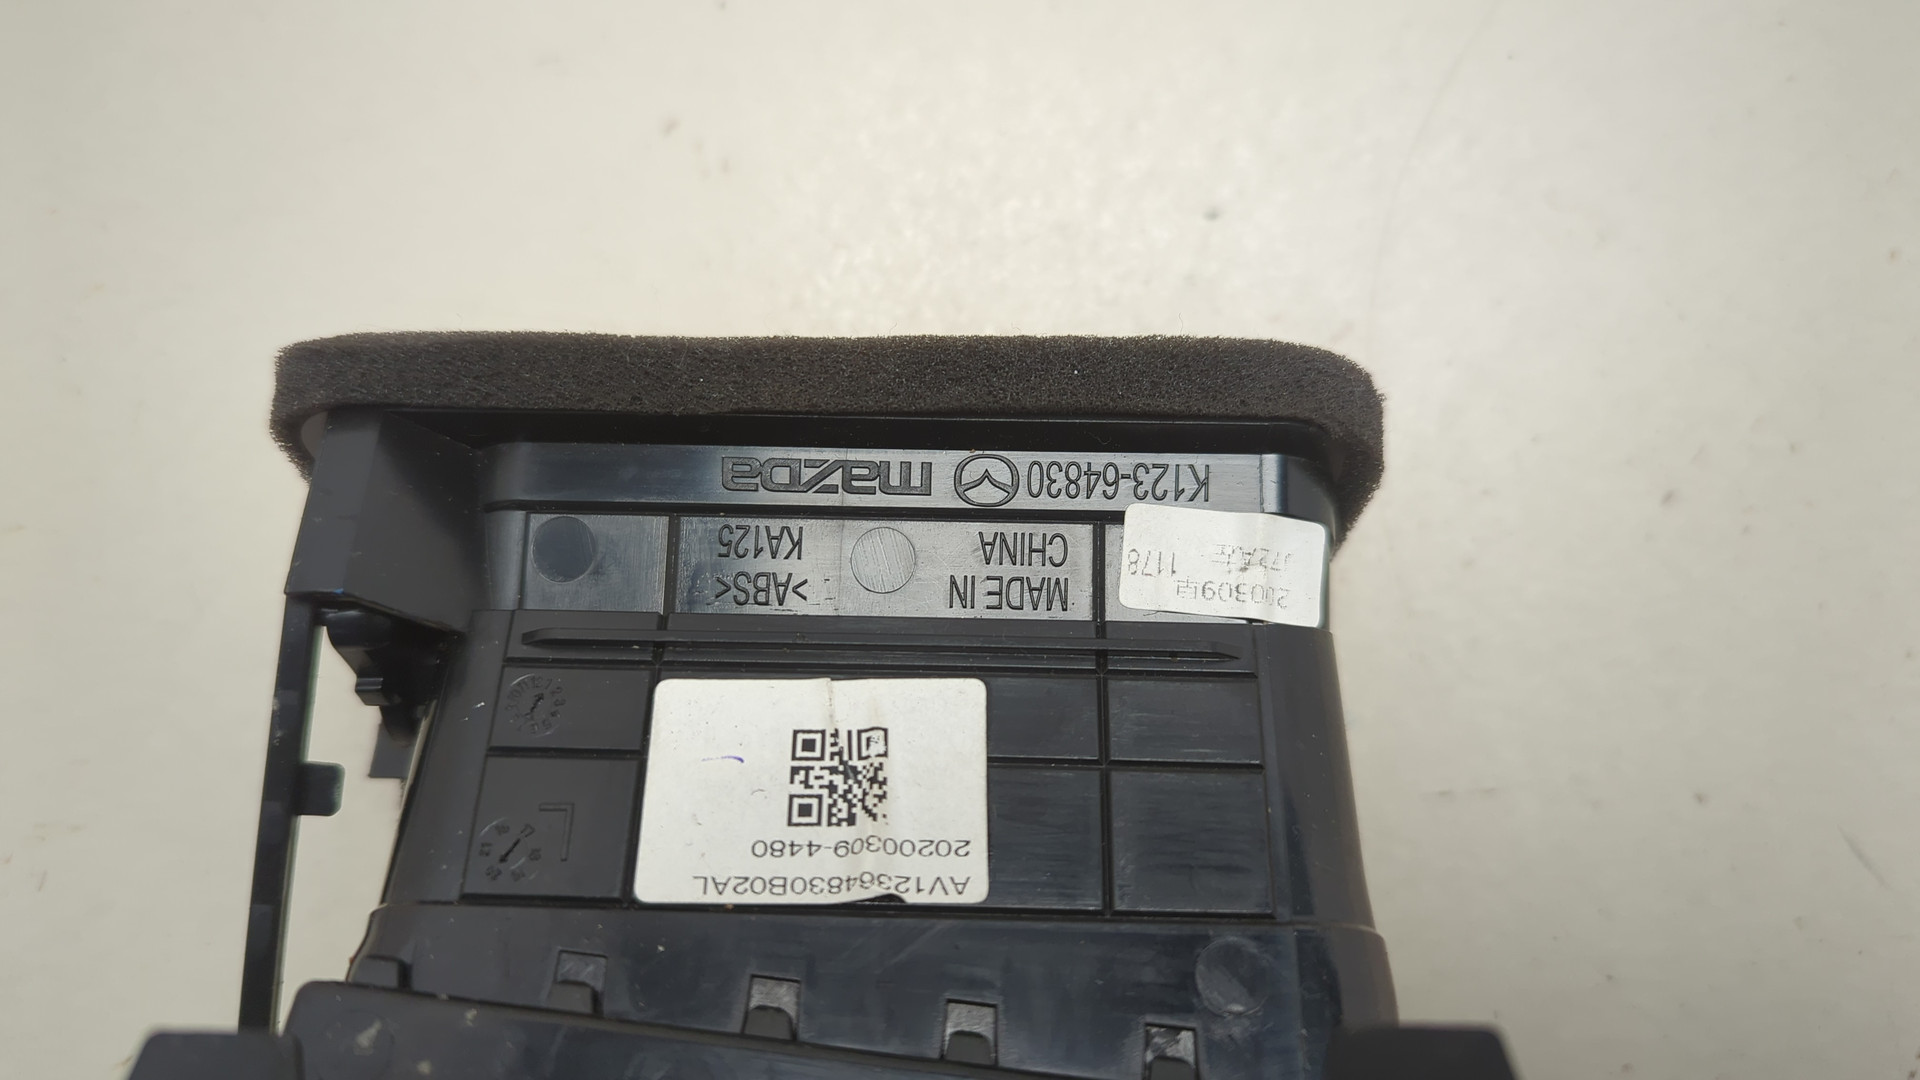 K123-64830 mazda
MADE IN
CHINA
>ABS<
KA125
200309
1178
20200309-4480
AV12364830B02AL